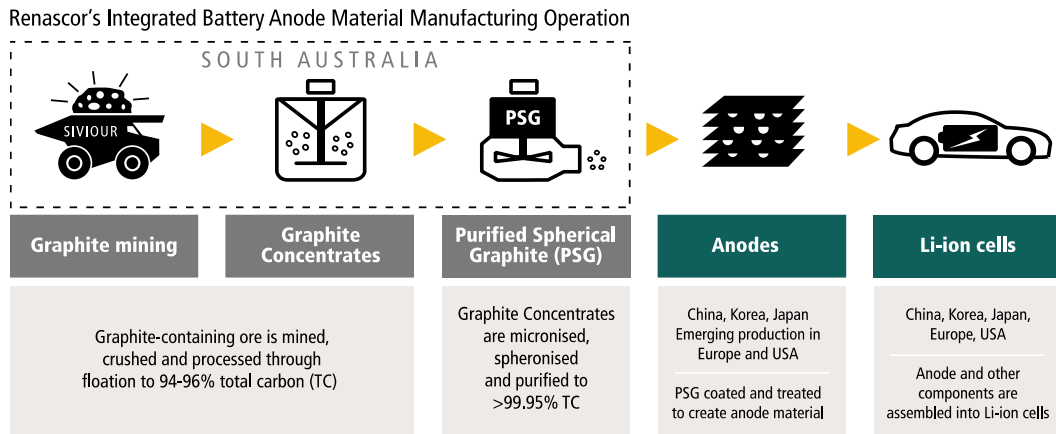 Renascor's Integrated Battery Anode Material Manufacturing Operation
SOUTH AUSTRALIA
SIVIOUR
PSG
Graphite mining
Graphite
Concentrates
Purified Spherical
Graphite (PSG)
Anodes
Li-ion cells
Graphite-containing ore is mined,
crushed and processed through
floation to 94-96% total carbon (TC)
Graphite Concentrates
are micronised,
spheronised
and purified to
>99.95% TC
China, Korea, Japan
Emerging production in
Europe and USA
PSG coated and treated
to create anode material
China, Korea, Japan,
Europe, USA
Anode and other
components are
assembled into Li-ion cells